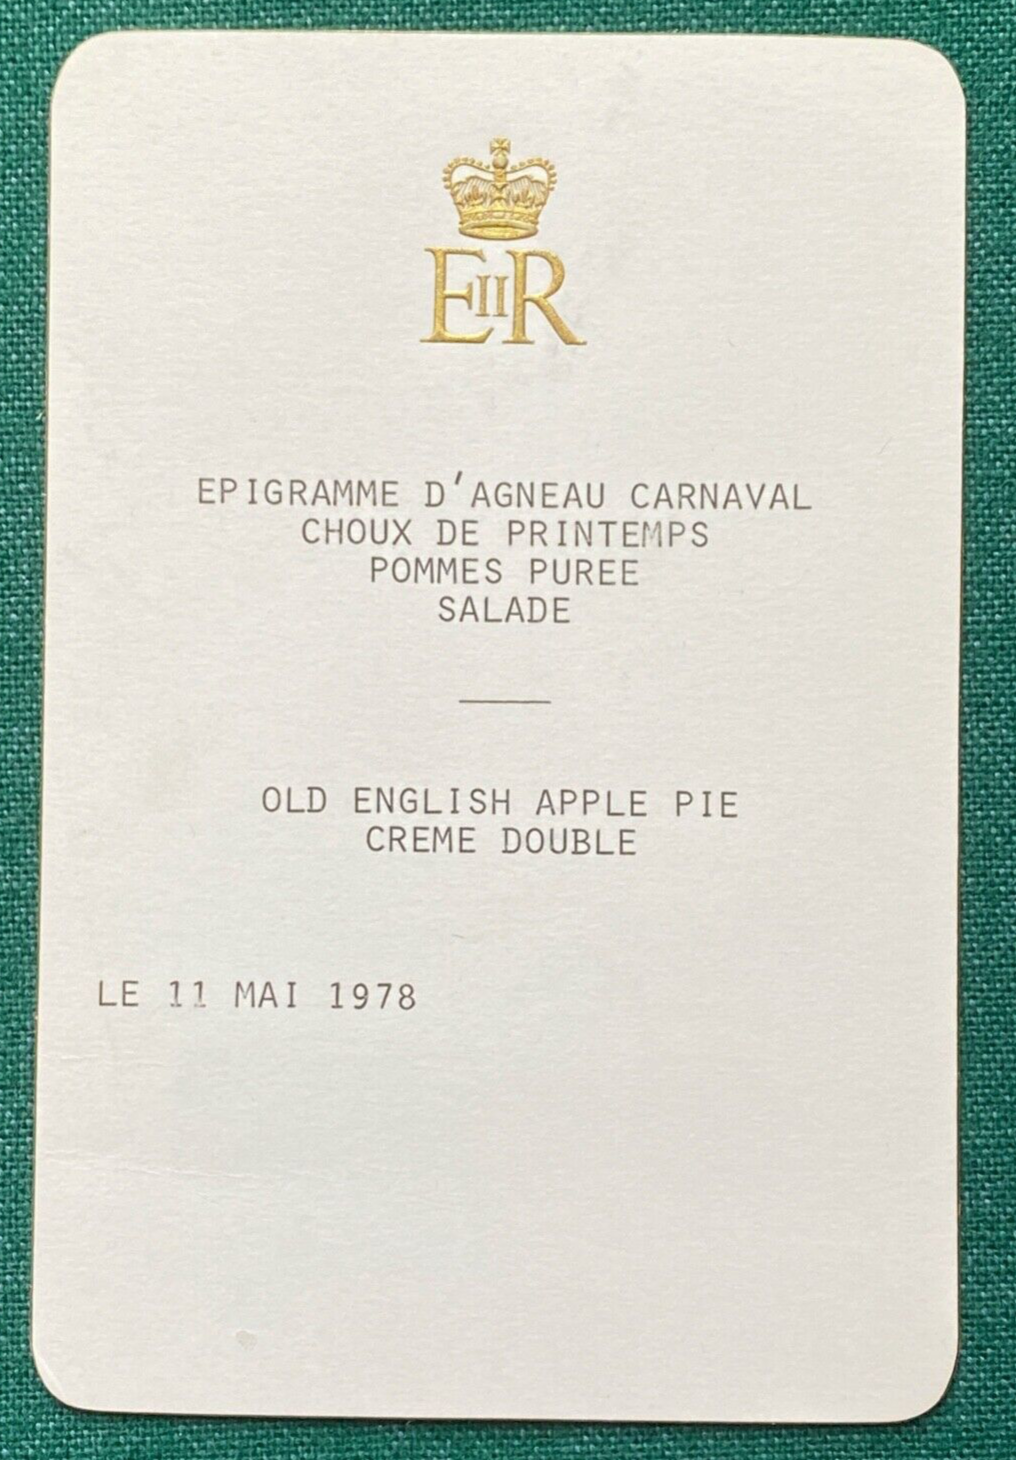 EIIR
EPIGRAMME D'AGNEAU CARNAVAL
CHOUX DE PRINTEMPS
POMMES PUREE
SALADE
OLD ENGLISH APPLE PIE
CREME DOUBLE
LE 11 MAI 1978